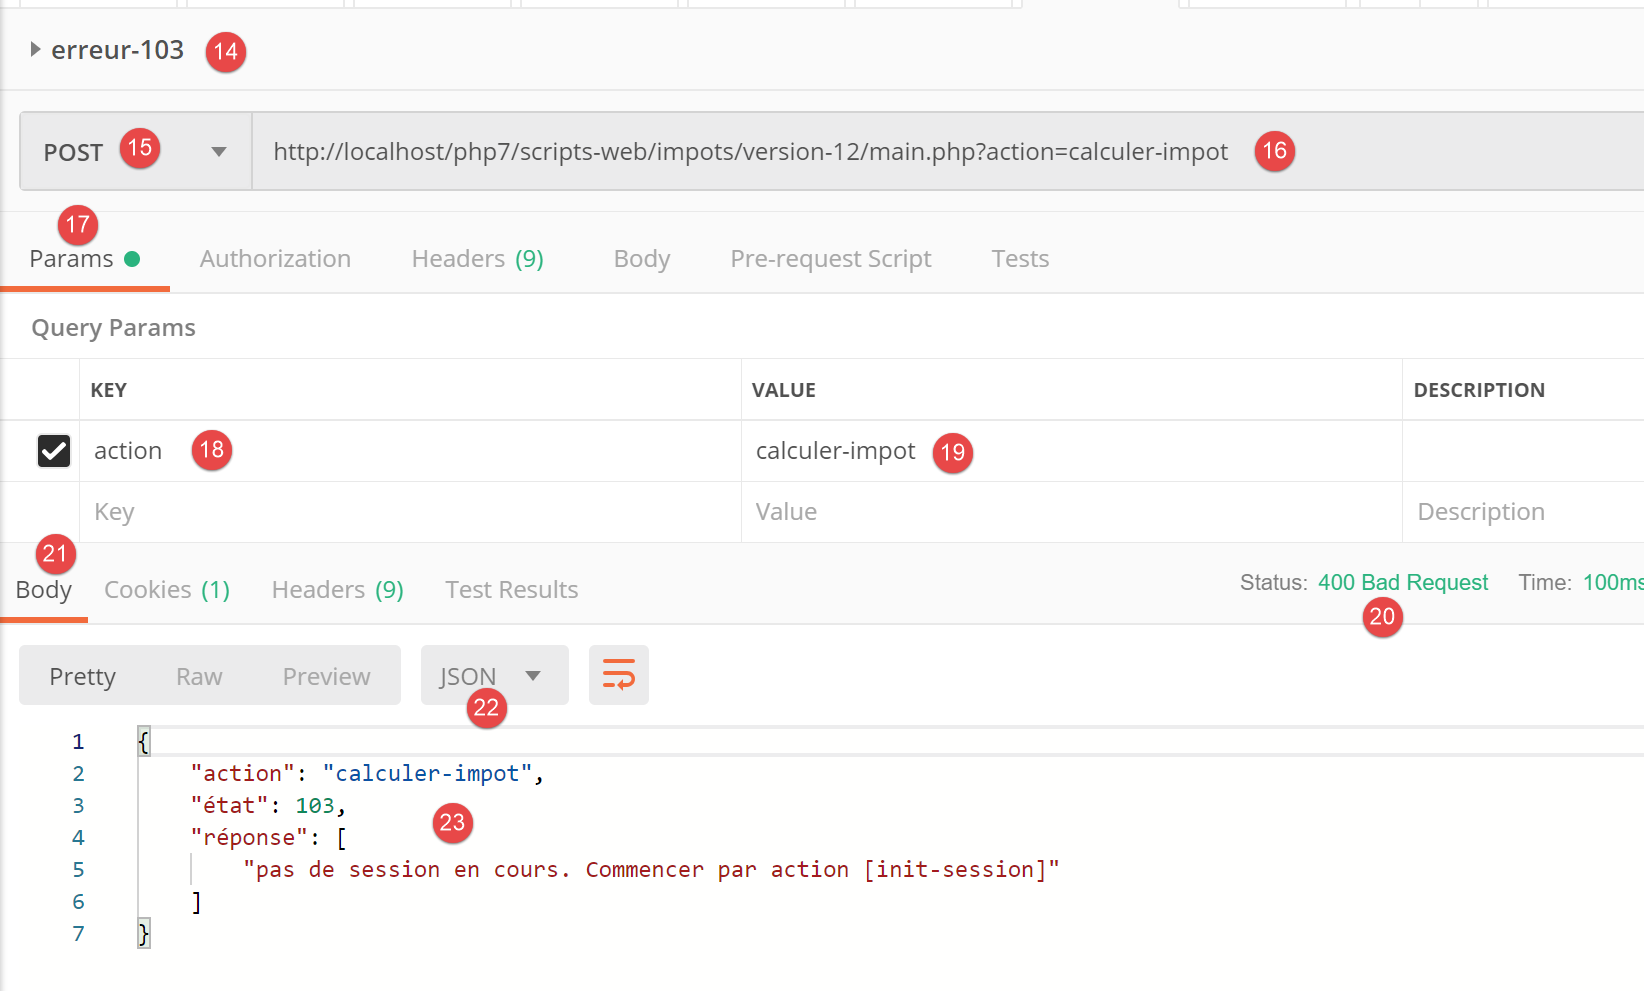 erreur-103 14
POST 15 http://localhost/php7/scripts-web/impots/version-12/main.php?action=calculer-impot 16
17
Params Authorization Headers (9) Body Pre-request Script Tests
Query Params
KEY VALUE DESCRIPTION
action 18 calculer-impot 19
Key Value Description
21
Body Cookies (1) Headers (9) Test Results Status: 400 Bad Request Time: 100ms
20
Pretty Raw Preview JSON
22
1 {
2 "action": "calculer-impot",
3 "état": 103,
23
4 "réponse": [
5 "pas de session en cours. Commencer par action [init-session]"
6 ]
7 }